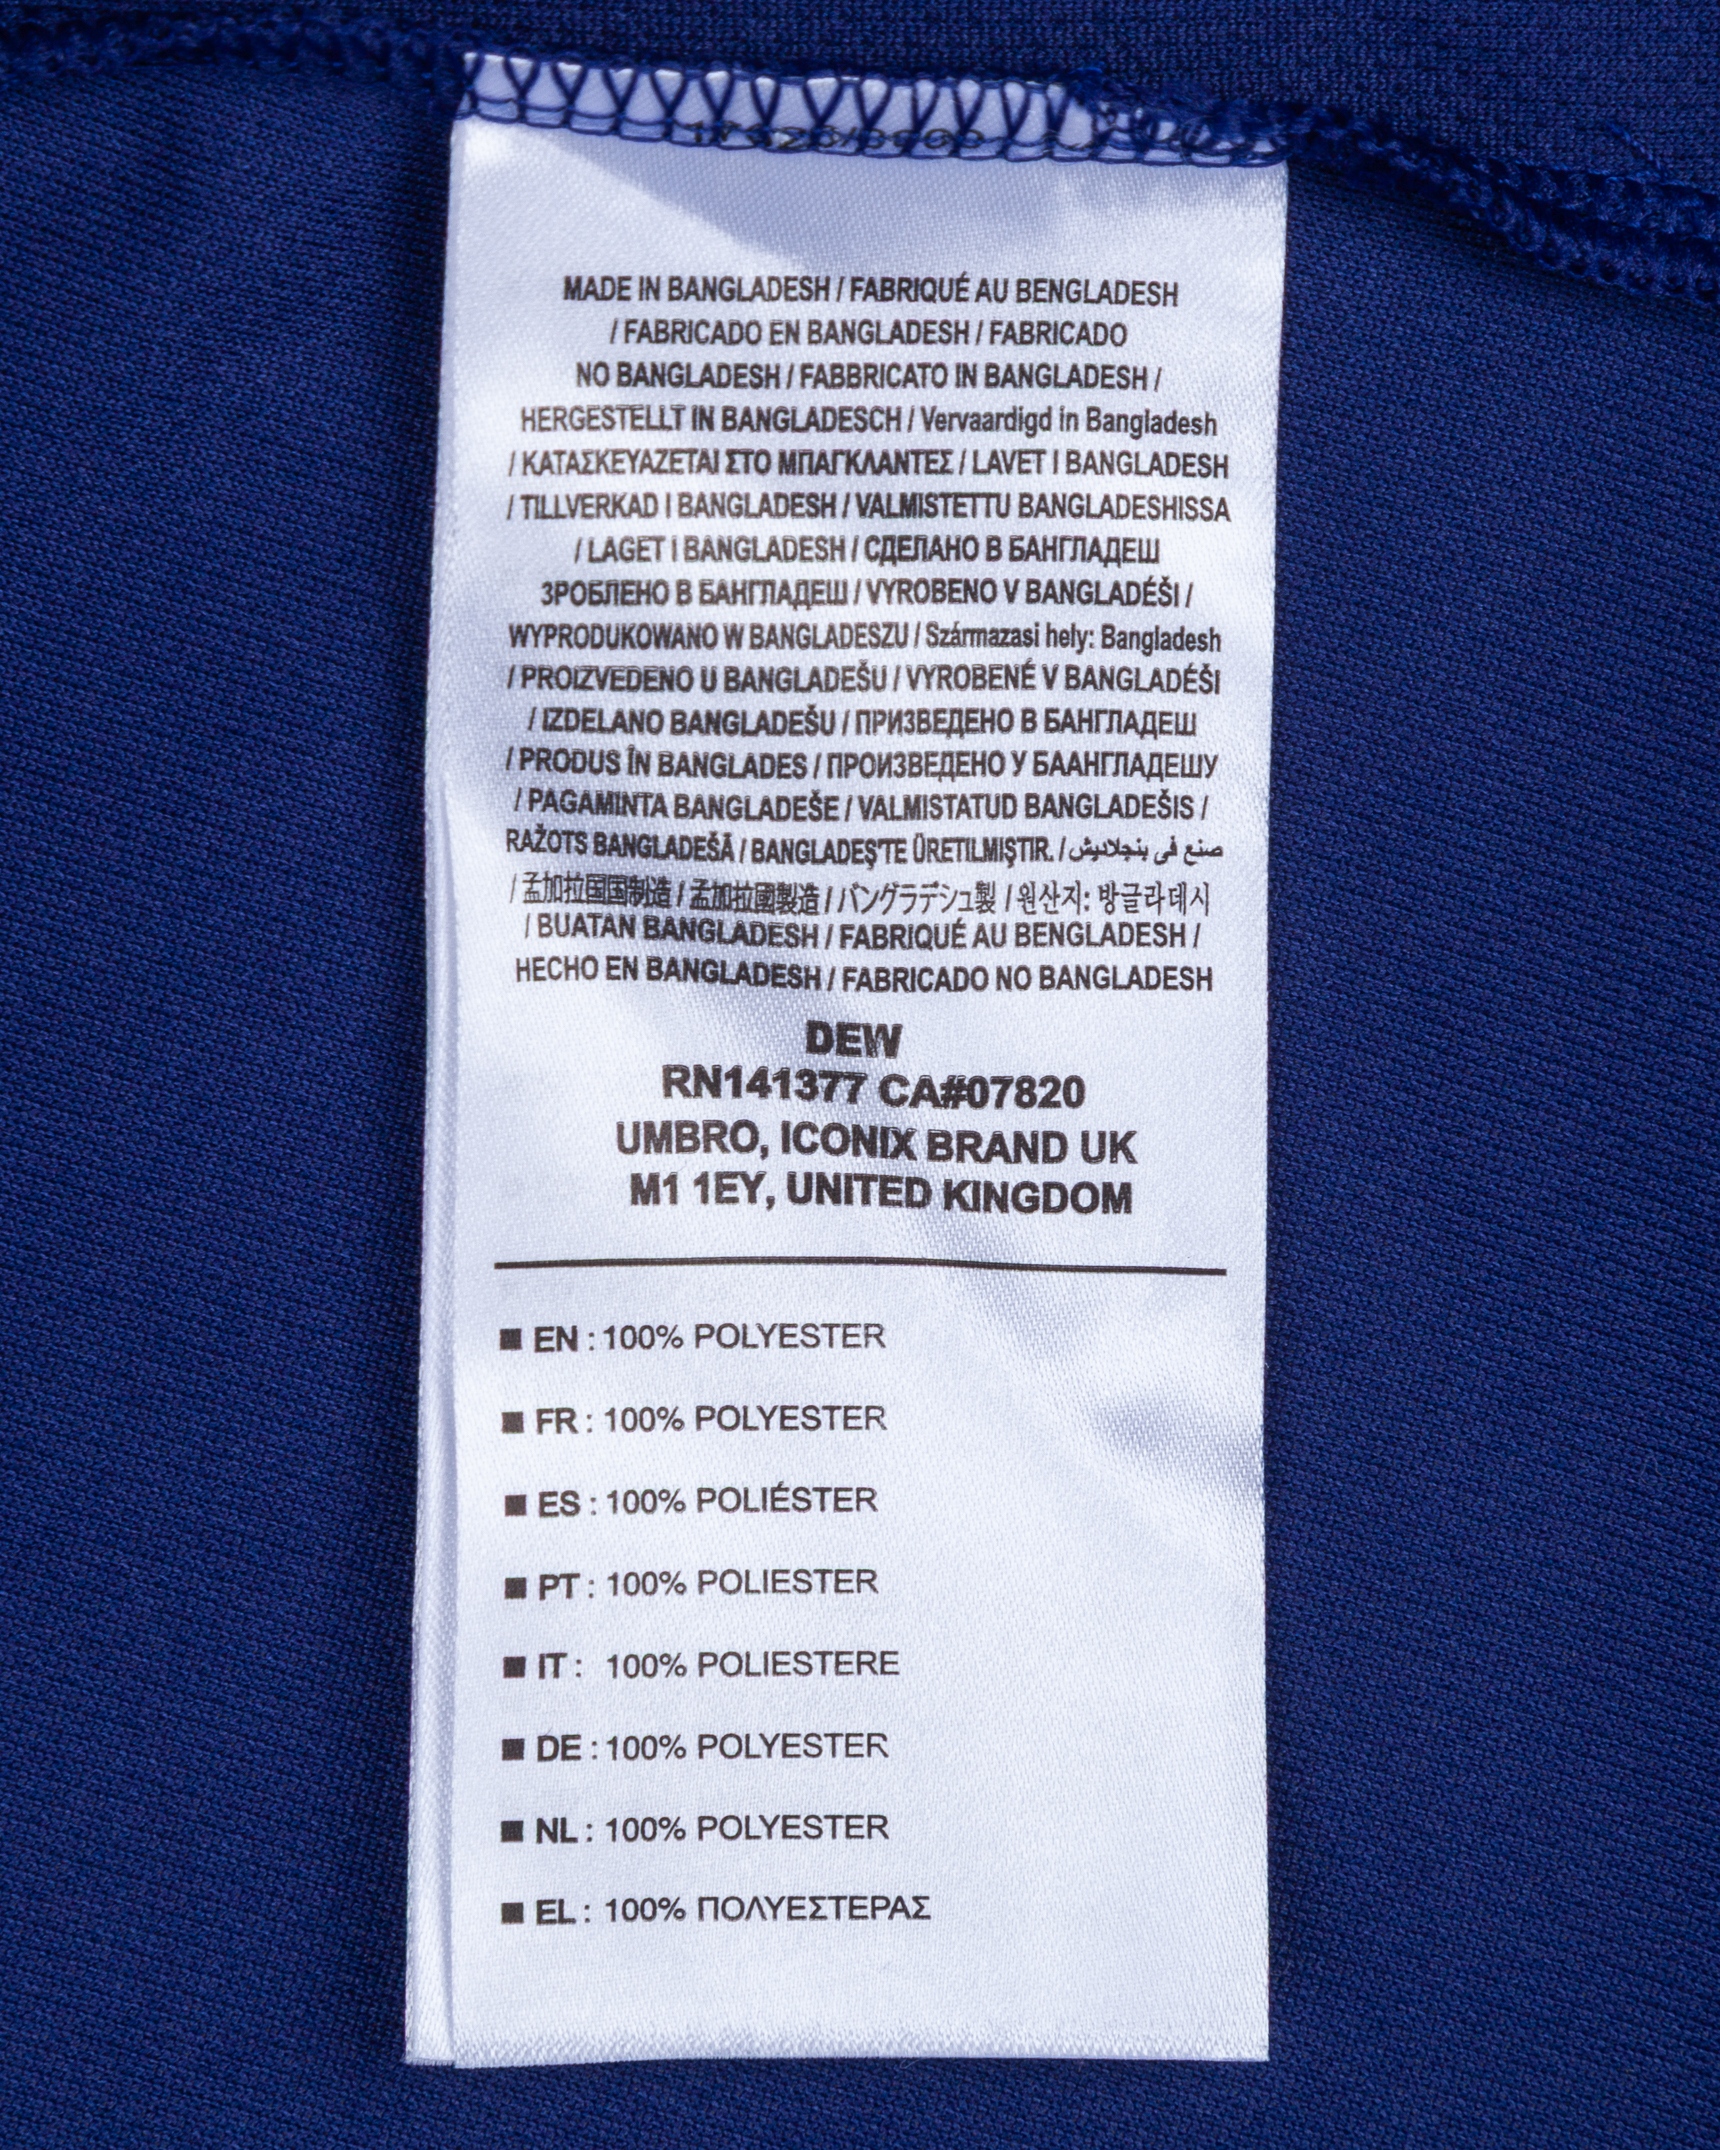 MADE IN BANGLADESH / FABRIQUÉ AU BENGLADESH
/ FABRICADO EN BANGLADESH / FABRICADO
NO BANGLADESH / FABBRICATO IN BANGLADESH /
HERGESTELLT IN BANGLADESCH / Vervaardigd in Bangladesh
/ ΚΑΤΑΣΚΕΥΑΖΕΤΑΙ ΣΤΟ ΜΠΑΓΚΛΑΝΤΕΣ / LAVET I BANGLADESH
/ TILLVERKAD I BANGLADESH / VALMISTETTU BANGLADESHISSA
/ LAGET I BANGLADESH / СДЕЛАНО В БАНГЛАДЕШ
ЗРОБЛЕНО В БАНГЛАДЕШ / VYROBENO V BANGLADÉŠI /
WYPRODUKOWANO W BANGLADESZU / Származasi hely: Bangladesh
/ PROIZVEDENO U BANGLADEŠU / VYROBENÉ V BANGLADÉŠI
/ IZDELANO BANGLADEŠU / ПРИЗВЕДЕНО В БАНГЛАДЕШ
/ PRODUS ÎN BANGLADES / ПРОИЗВЕДЕНО У БААНГЛАДЕШУ
/ PAGAMINTA BANGLADEŠE / VALMISTATUD BANGLADEŠIS /
RAŽOTS BANGLADEŠĀ / BANGLADEŞ'TE ÜRETILMIŞTIR. / صنع في بنجلاديش
/ 孟加拉国国制造 / 孟加拉國製造 / バングラデシュ製 / 원산지: 방글라데시
/ BUATAN BANGLADESH / FABRIQUÉ AU BENGLADESH /
HECHO EN BANGLADESH / FABRICADO NO BANGLADESH
DEW
RN141377 CA#07820
UMBRO, ICONIX BRAND UK
M1 1EY, UNITED KINGDOM
■ EN : 100% POLYESTER
■ FR : 100% POLYESTER
■ ES : 100% POLIÉSTER
■ PT : 100% POLIESTER
■ IT : 100% POLIESTERE
■ DE : 100% POLYESTER
■ NL : 100% POLYESTER
■ EL : 100% ΠΟΛΥΕΣΤΕΡΑΣ